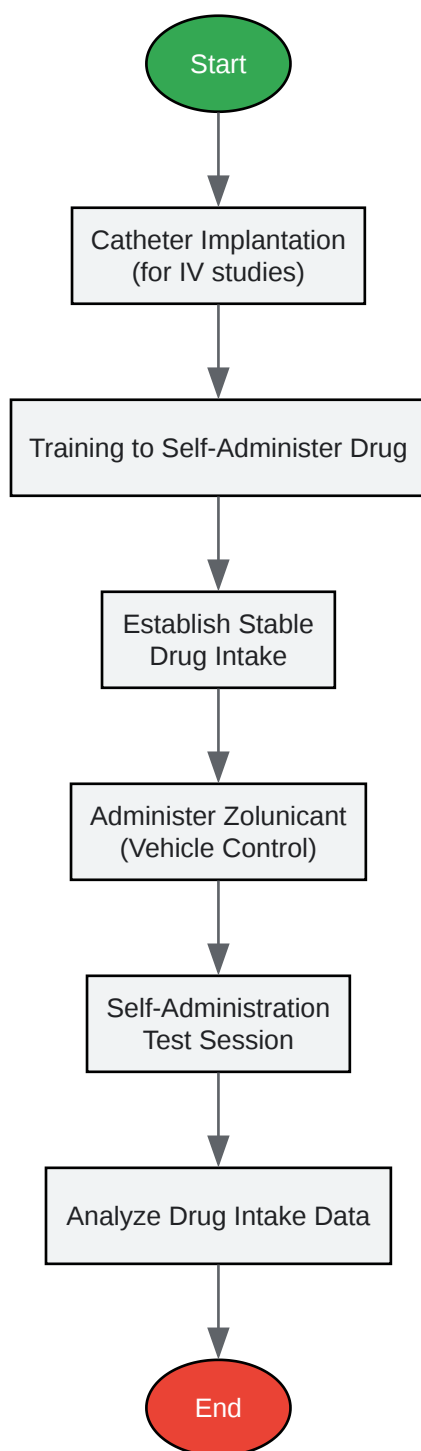 Start
Catheter Implantation
(for IV studies)
Training to Self-Administer Drug
Establish Stable
Drug Intake
Administer Zolunicant
(Vehicle Control)
Self-Administration
Test Session
Analyze Drug Intake Data
End